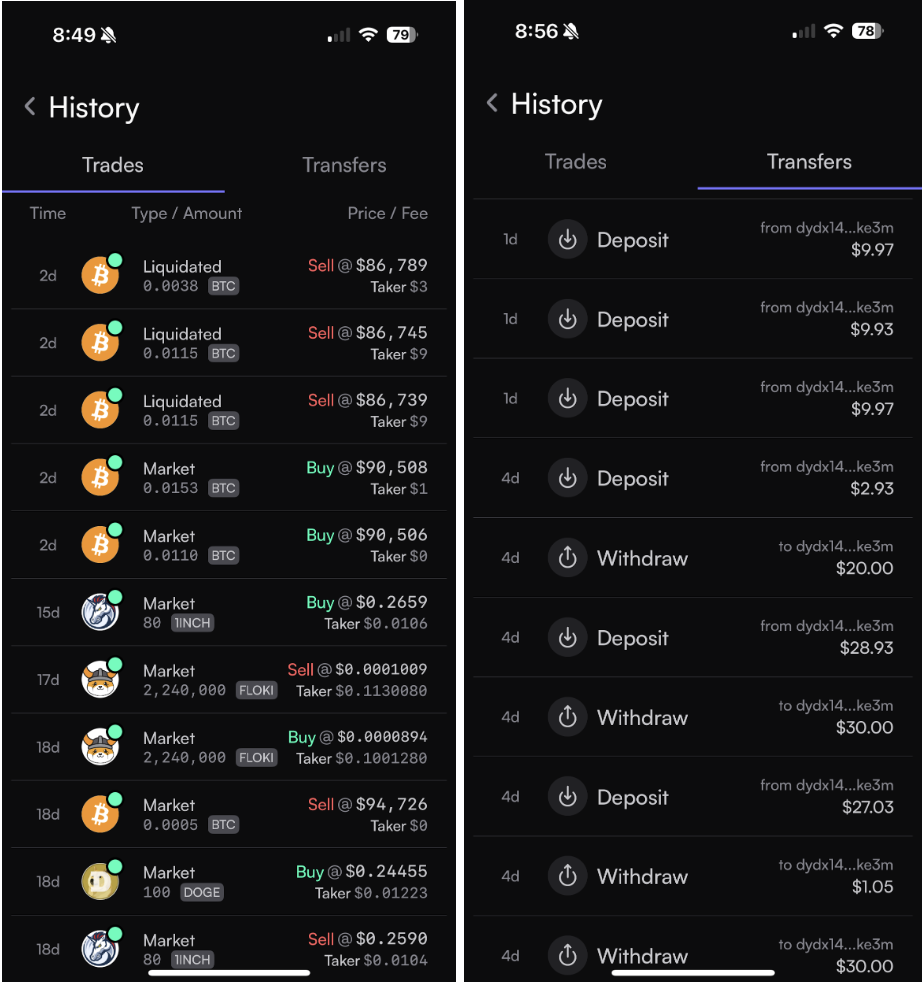 8:49
79
History
Trades Transfers
Time Type / Amount Price / Fee
2d Liquidated Sell @ $86,789
0.0038 BTC Taker $3
2d Liquidated Sell @ $86,745
0.0115 BTC Taker $9
2d Liquidated Sell @ $86,739
0.0115 BTC Taker $9
2d Market Buy @ $90,508
0.0153 BTC Taker $1
2d Market Buy @ $90,506
0.0110 BTC Taker $0
15d Market Buy @ $0.2659
80 1INCH Taker $0.0106
17d Market Sell @ $0.0001009
2,240,000 FLOKI Taker $0.1130080
18d Market Buy @ $0.0000894
2,240,000 FLOKI Taker $0.1001280
18d Market Sell @ $94,726
0.0005 BTC Taker $0
18d Market Buy @ $0.24455
100 DOGE Taker $0.01223
18d Market Sell @ $0.2590
80 1INCH Taker $0.0104
8:56
78
History
Trades Transfers
1d Deposit from dydx14...ke3m
$9.97
1d Deposit from dydx14...ke3m
$9.93
1d Deposit from dydx14...ke3m
$9.97
4d Deposit from dydx14...ke3m
$2.93
4d Withdraw to dydx14...ke3m
$20.00
4d Deposit from dydx14...ke3m
$28.93
4d Withdraw to dydx14...ke3m
$30.00
4d Deposit from dydx14...ke3m
$27.03
4d Withdraw to dydx14...ke3m
$1.05
4d Withdraw to dydx14...ke3m
$30.00